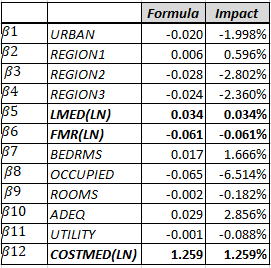 Formula Impact
β1 URBAN -0.020 -1.998%
β2 REGION1 0.006 0.596%
β3 REGION2 -0.028 -2.802%
β4 REGION3 -0.024 -2.360%
β5 LMED(LN) 0.034 0.034%
β6 FMR(LN) -0.061 -0.061%
β7 BEDRMS 0.017 1.666%
β8 OCCUPIED -0.065 -6.514%
β9 ROOMS -0.002 -0.182%
β10 ADEQ 0.029 2.856%
β11 UTILITY -0.001 -0.088%
β12 COSTMED(LN) 1.259 1.259%